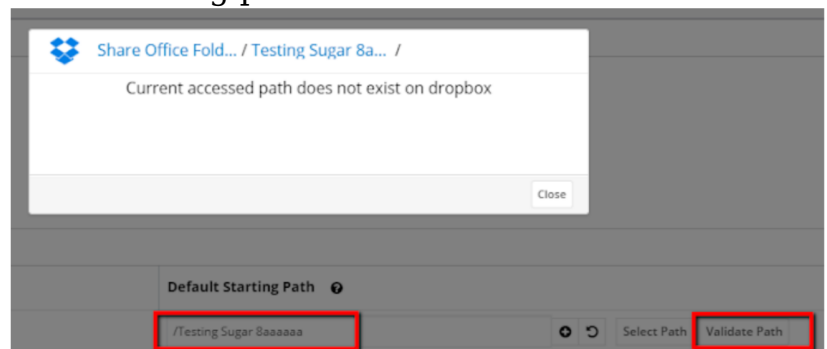 Share Office Fold... / Testing Sugar 8a... /
Current accessed path does not exist on dropbox
Close
Default Starting Path
/Testing Sugar 8aaaaaa Select Path Validate Path